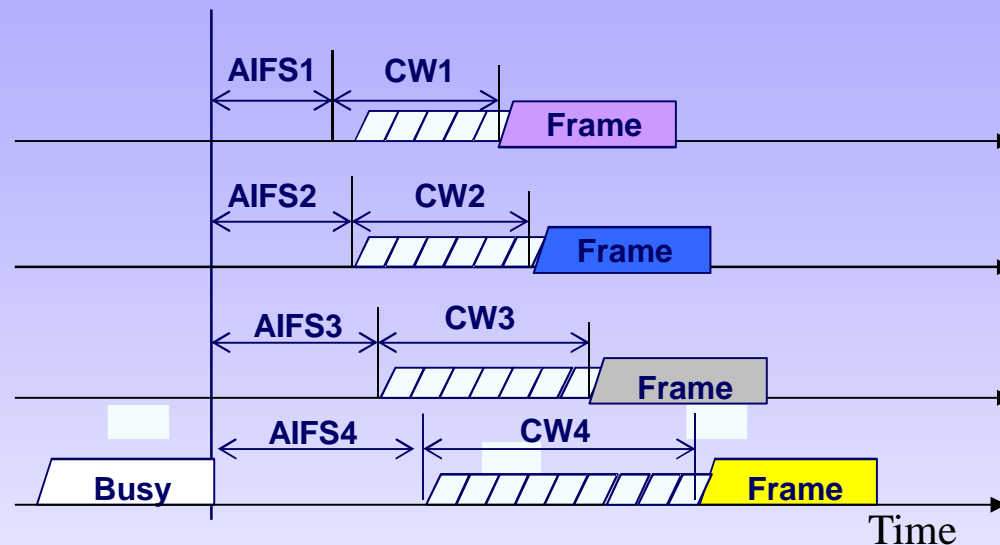 AIFS1 CW1
Frame
AIFS2 CW2
Frame
AIFS3 CW3
Frame
AIFS4 CW4
Busy Frame
Time